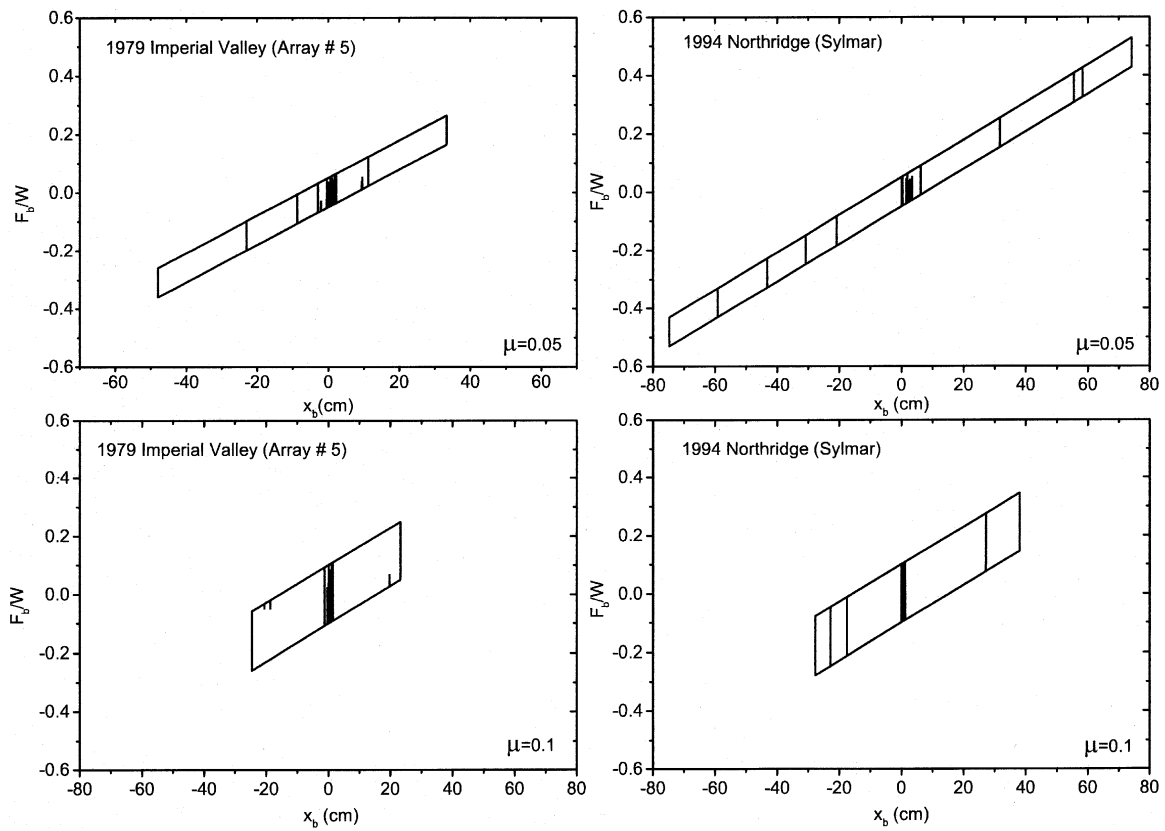 0.6
1979 Imperial Valley (Array # 5)
0.4
0.2
0.0
-0.2
-0.4
-0.6
F_b/W
μ=0.05
-60 -40 -20 0 20 40 60
x_b(cm)
0.6
1994 Northridge (Sylmar)
0.4
0.2
0.0
-0.2
-0.4
-0.6
F_b/W
μ=0.05
-80 -60 -40 -20 0 20 40 60 80
x_b (cm)
0.6
1979 Imperial Valley (Array # 5)
0.4
0.2
0.0
-0.2
-0.4
-0.6
F_b/W
μ=0.1
-80 -60 -40 -20 0 20 40 60 80
x_b (cm)
0.6
1994 Northridge (Sylmar)
0.4
0.2
0.0
-0.2
-0.4
-0.6
F_b/W
μ=0.1
-80 -60 -40 -20 0 20 40 60 80
x_b (cm)